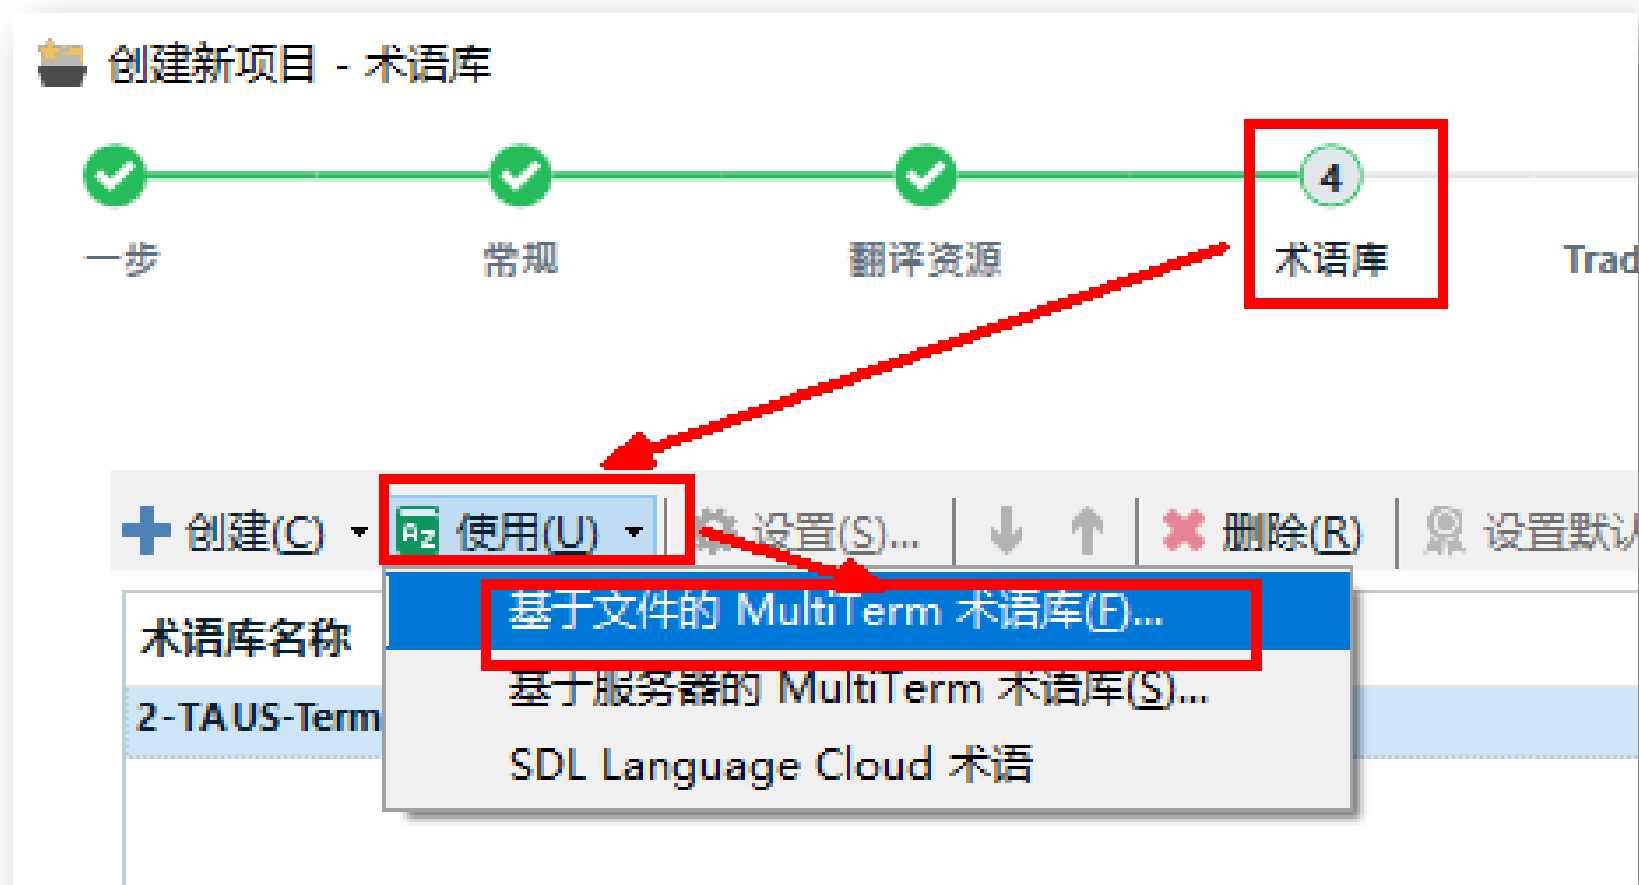 创建新项目 - 术语库
4
一步 常规 翻译资源 术语库 Trad
创建(C) 使用(U) 设置(S)... 删除(R) 设置默认
基于文件的 MultiTerm 术语库(F)...
术语库名称
基于服务器的 MultiTerm 术语库(S)...
2-TAUS-Term
SDL Language Cloud 术语